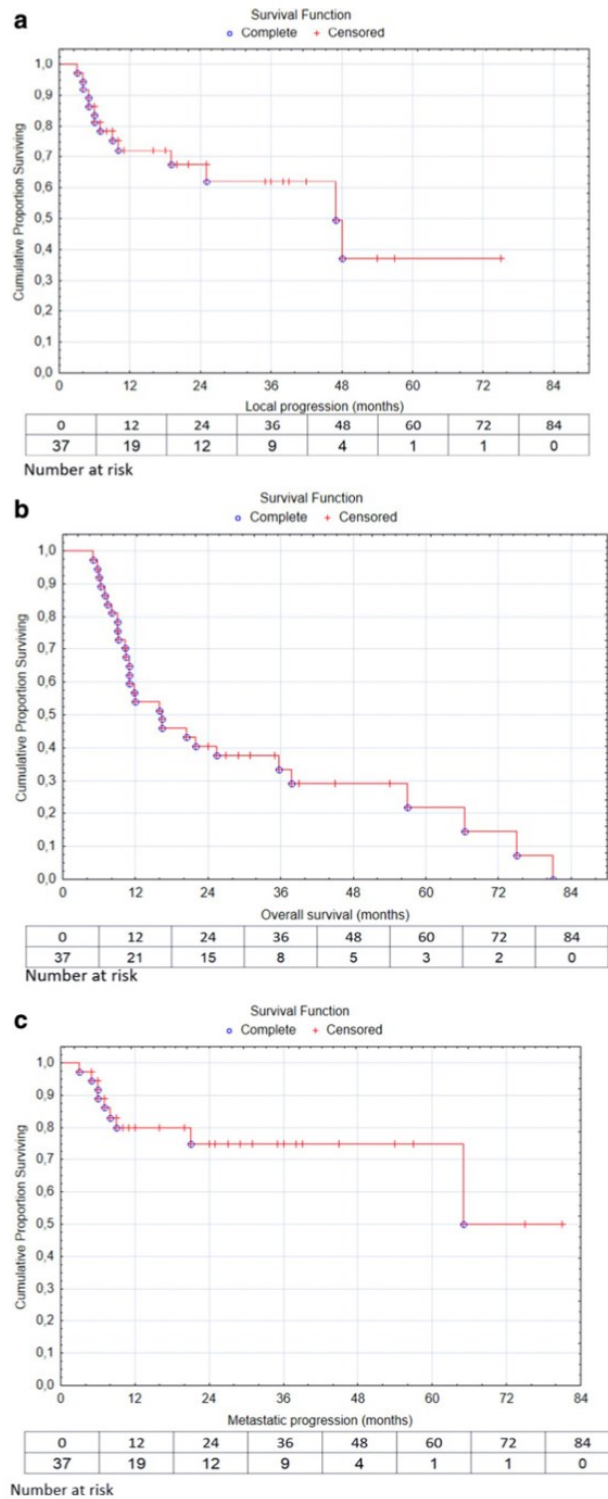 a
Survival Function
Complete + Censored
1,0
0,9
0,8
0,7
0,6
0,5
0,4
0,3
0,2
0,1
0,0
Cumulative Proportion Surviving
0 12 24 36 48 60 72 84
Local progression (months)
0 12 24 36 48 60 72 84
37 19 12 9 4 1 1 0
Number at risk
b
Survival Function
Complete + Censored
1,0
0,9
0,8
0,7
0,6
0,5
0,4
0,3
0,2
0,1
0,0
Cumulative Proportion Surviving
0 12 24 36 48 60 72 84
Overall survival (months)
0 12 24 36 48 60 72 84
37 21 15 8 5 3 2 0
Number at risk
c
Survival Function
Complete + Censored
1,0
0,9
0,8
0,7
0,6
0,5
0,4
0,3
0,2
0,1
0,0
Cumulative Proportion Surviving
0 12 24 36 48 60 72 84
Metastatic progression (months)
0 12 24 36 48 60 72 84
37 19 12 9 4 1 1 0
Number at risk